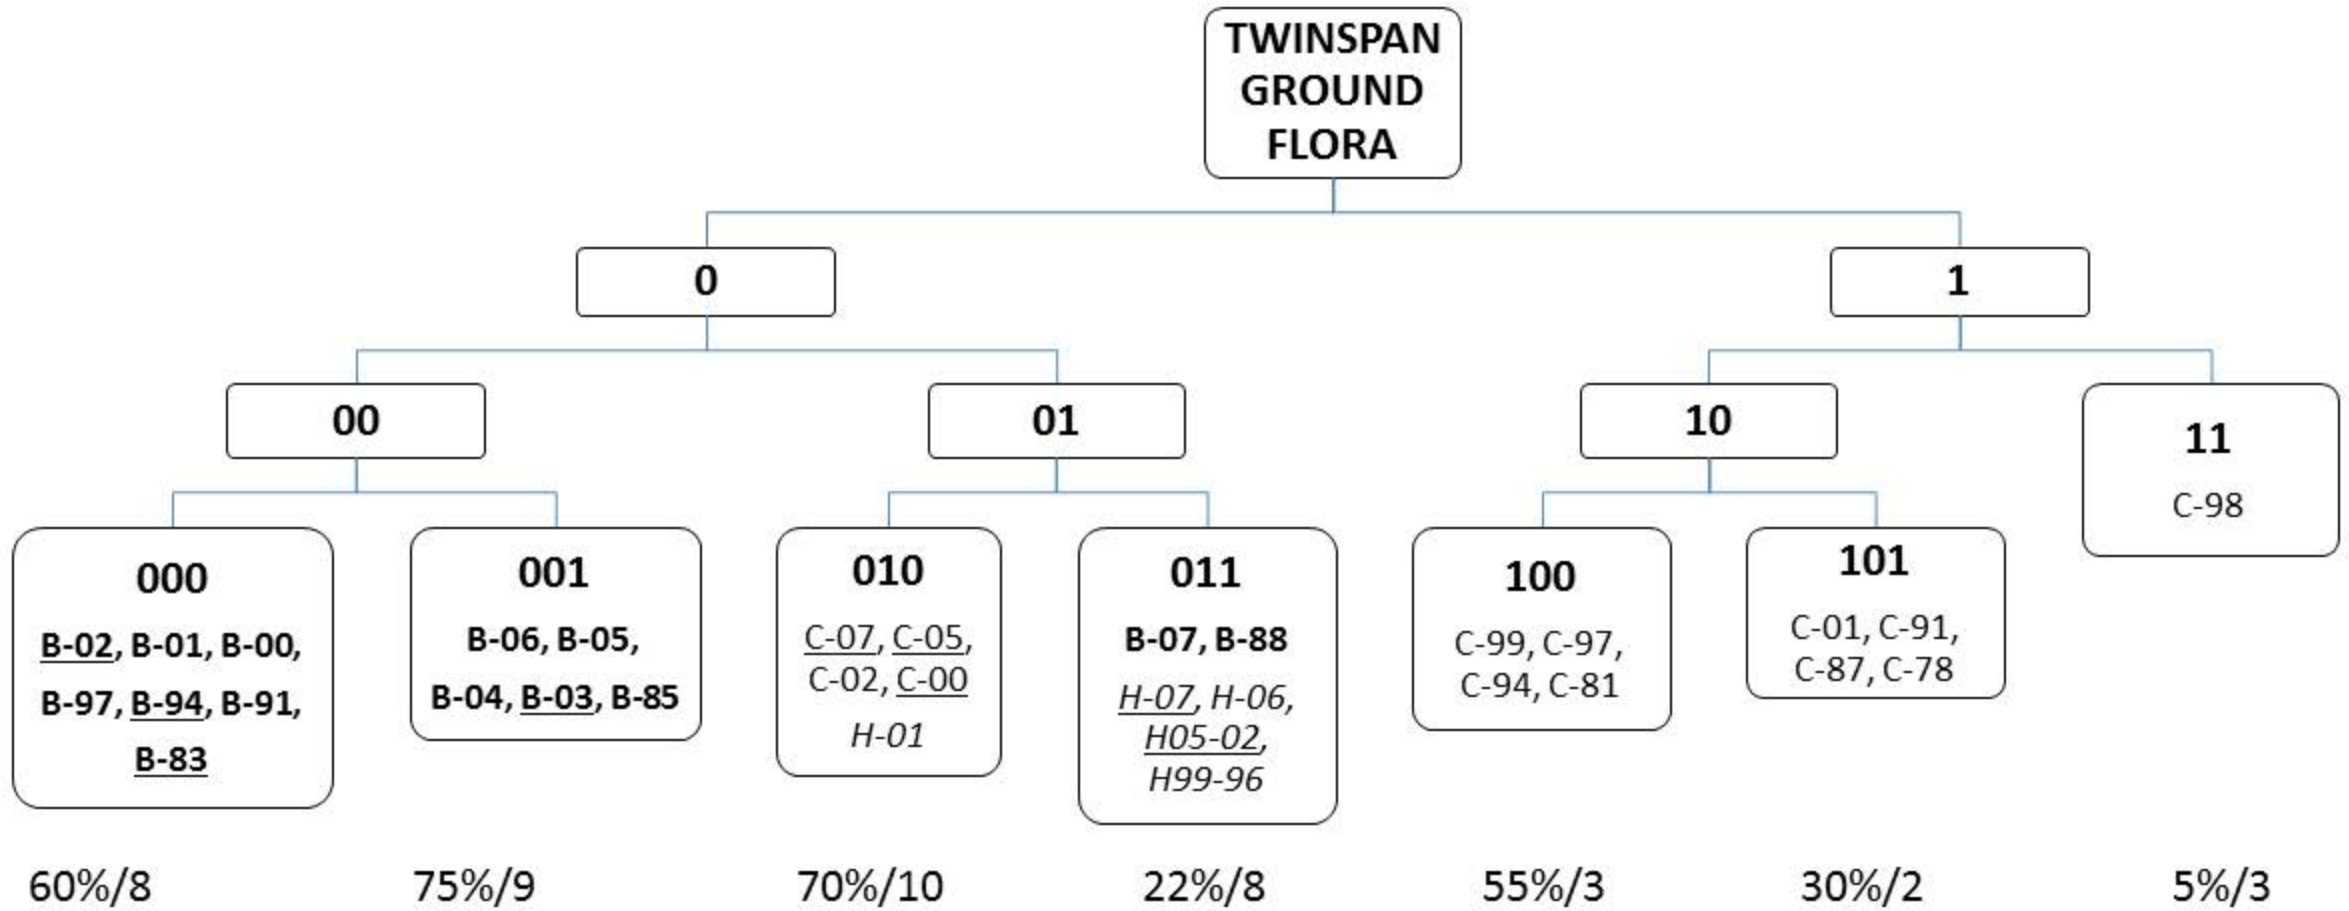 TWINSPAN
GROUND
FLORA
0
1
00
01
10
11
C-98
000
B-02, B-01, B-00,
B-97, B-94, B-91,
B-83
001
B-06, B-05,
B-04, B-03, B-85
010
C-07, C-05,
C-02, C-00
H-01
011
B-07, B-88
H-07, H-06,
H05-02,
H99-96
100
C-99, C-97,
C-94, C-81
101
C-01, C-91,
C-87, C-78
60%/8
75%/9
70%/10
22%/8
55%/3
30%/2
5%/3